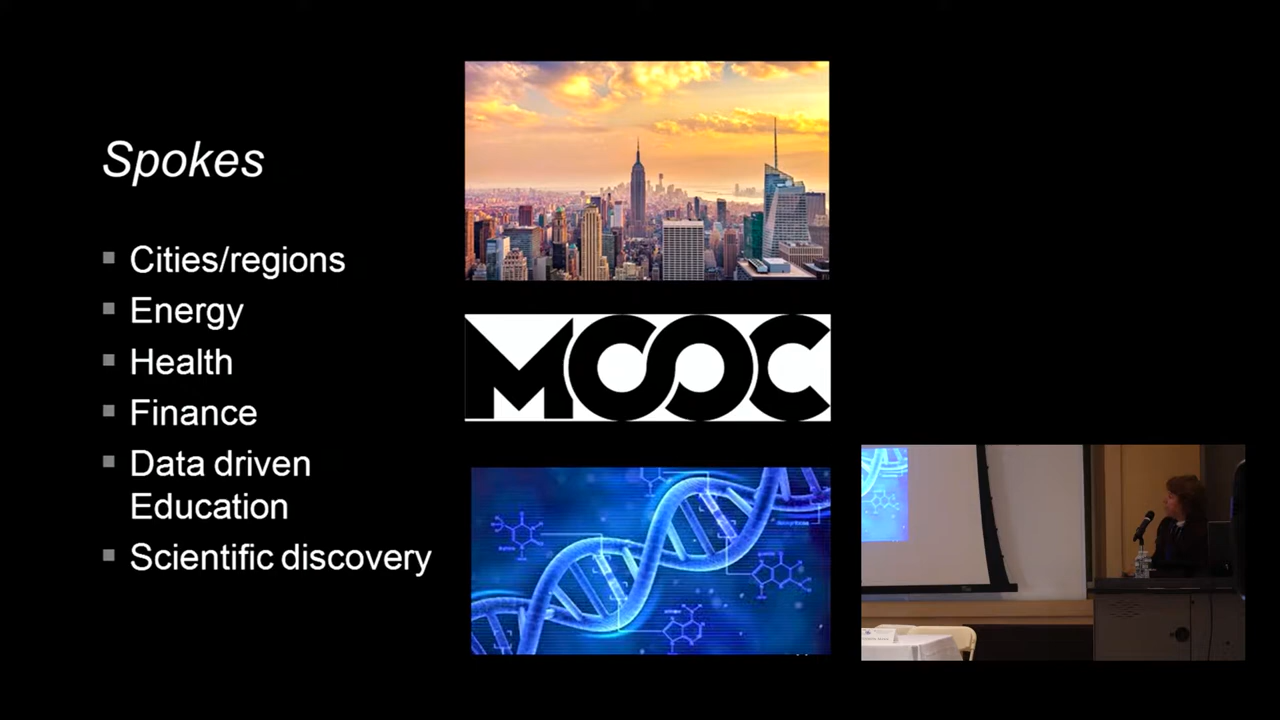 Spokes
Cities/regions
Energy
Health
Finance
Data driven
Education
Scientific discovery
MOOC